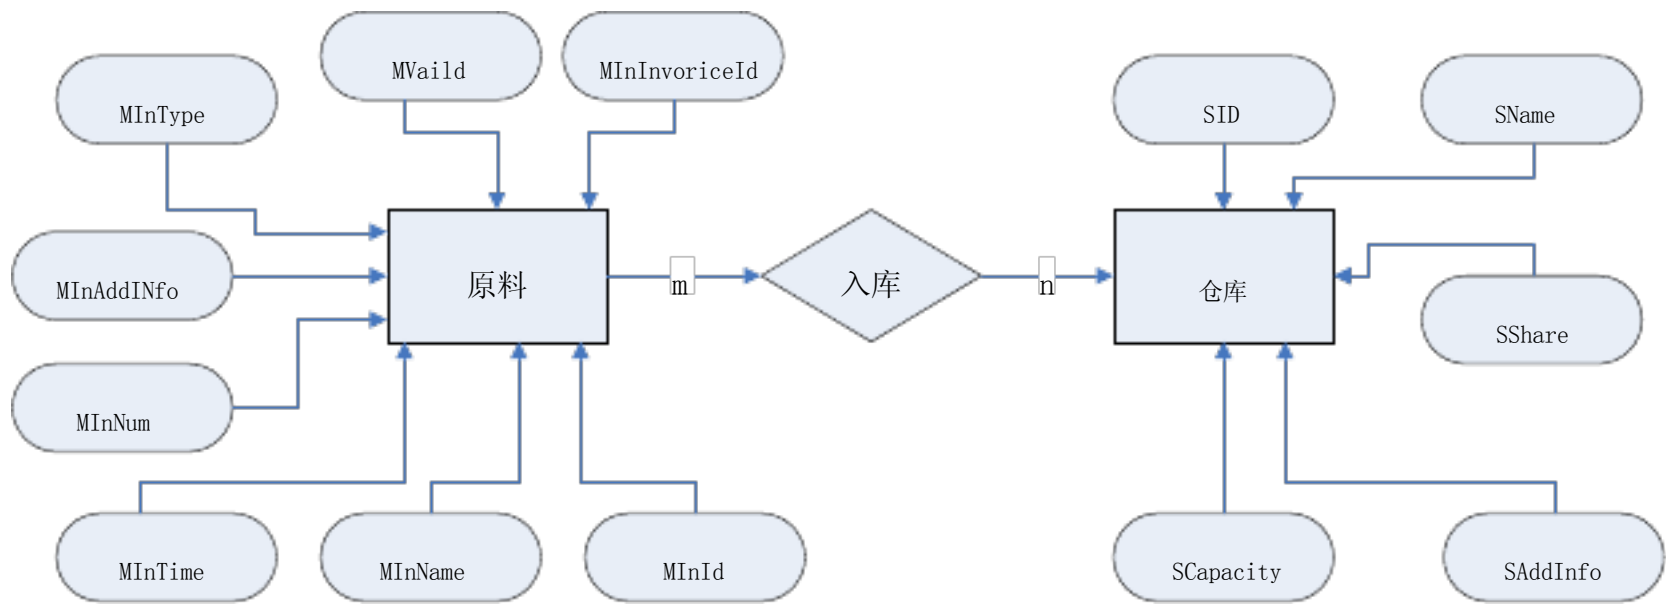 MVaild
MInInvoriceId
MInType
SID
SName
MInAddINfo
原料
m
入库
n
仓库
SShare
MInNum
MInTime
MInName
MInId
SCapacity
SAddInfo